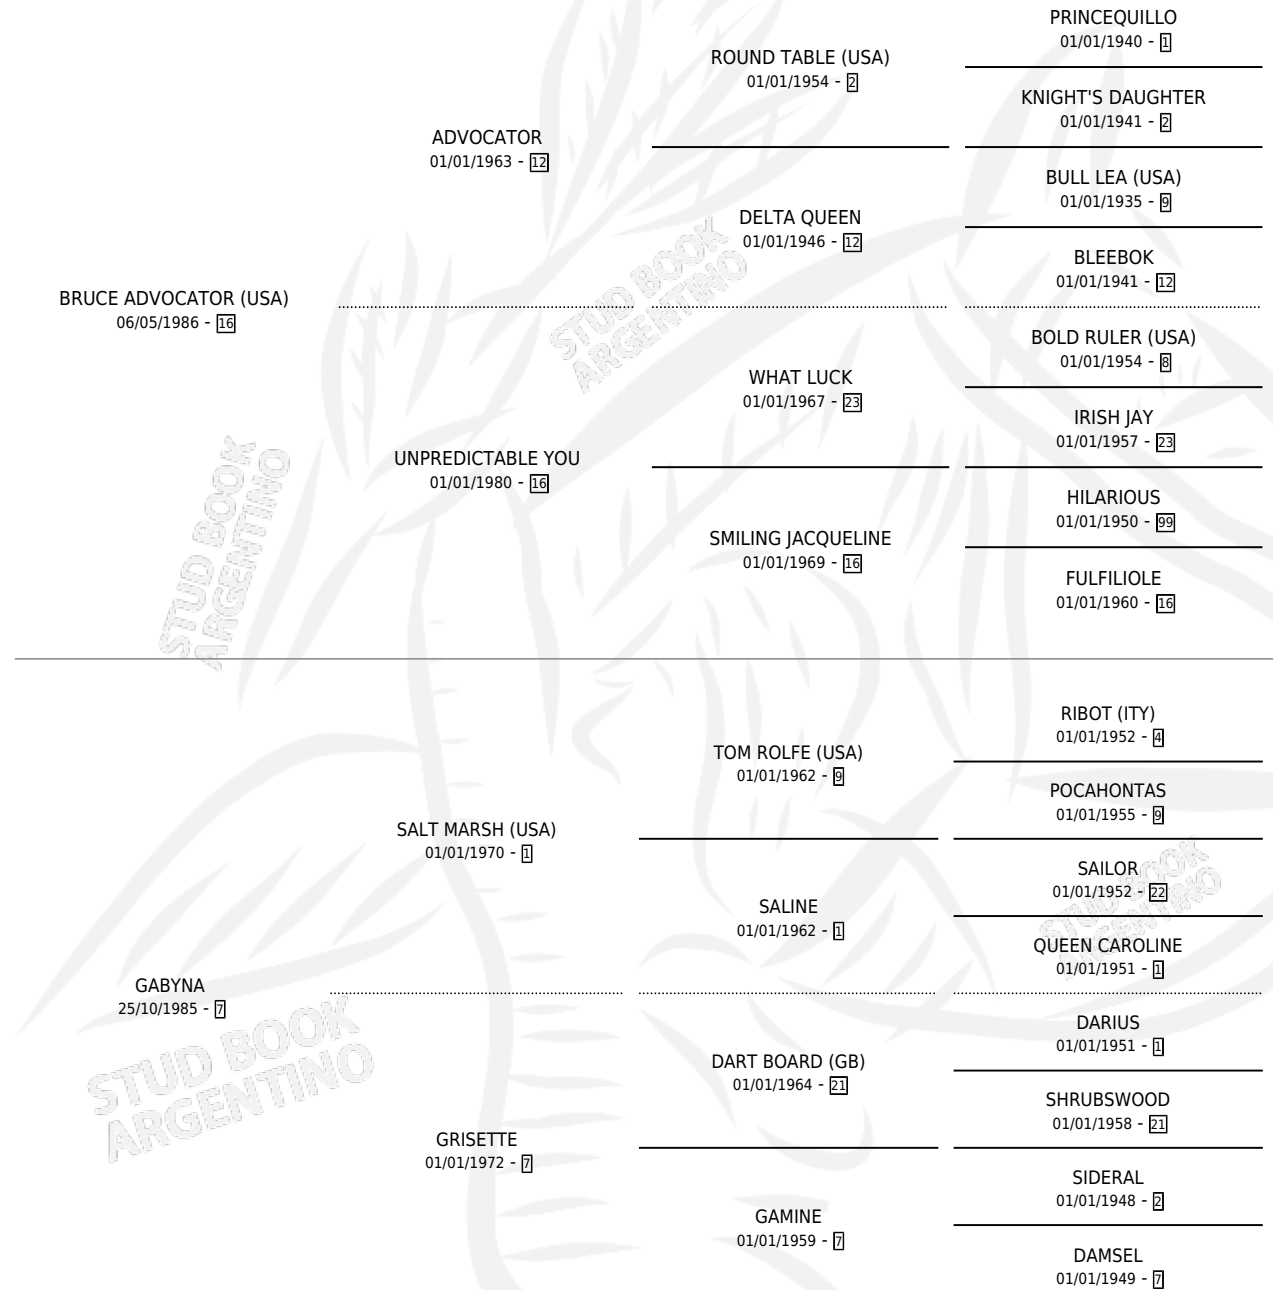 PRINCEQUILLO
01/01/1940 - 1
ROUND TABLE (USA)
01/01/1954 - 2
KNIGHT'S DAUGHTER
01/01/1941 - 2
ADVOCATOR
01/01/1963 - 12
BULL LEA (USA)
01/01/1935 - 9
DELTA QUEEN
01/01/1946 - 12
BLEEBOK
01/01/1941 - 12
BRUCE ADVOCATOR (USA)
06/05/1986 - 16
BOLD RULER (USA)
01/01/1954 - 8
WHAT LUCK
01/01/1967 - 23
IRISH JAY
01/01/1957 - 23
UNPREDICTABLE YOU
01/01/1980 - 16
HILARIOUS
01/01/1950 - 99
SMILING JACQUELINE
01/01/1969 - 16
FULFILIOLE
01/01/1960 - 16
RIBOT (ITY)
01/01/1952 - 4
TOM ROLFE (USA)
01/01/1962 - 9
POCAHONTAS
01/01/1955 - 9
SALT MARSH (USA)
01/01/1970 - 1
SAILOR
01/01/1952 - 22
SALINE
01/01/1962 - 1
QUEEN CAROLINE
01/01/1951 - 1
GABYNA
25/10/1985 - 7
DARIUS
01/01/1951 - 1
DART BOARD (GB)
01/01/1964 - 21
SHRUBSWOOD
01/01/1958 - 21
GRISETTE
01/01/1972 - 7
SIDERAL
01/01/1948 - 2
GAMINE
01/01/1959 - 7
DAMSEL
01/01/1949 - 7
STUD BOOK
ARGENTINO
STUD BOOK
ARGENTINO
STUD BOOK
ARGENTINO
STUD BOOK
ARGENTINO